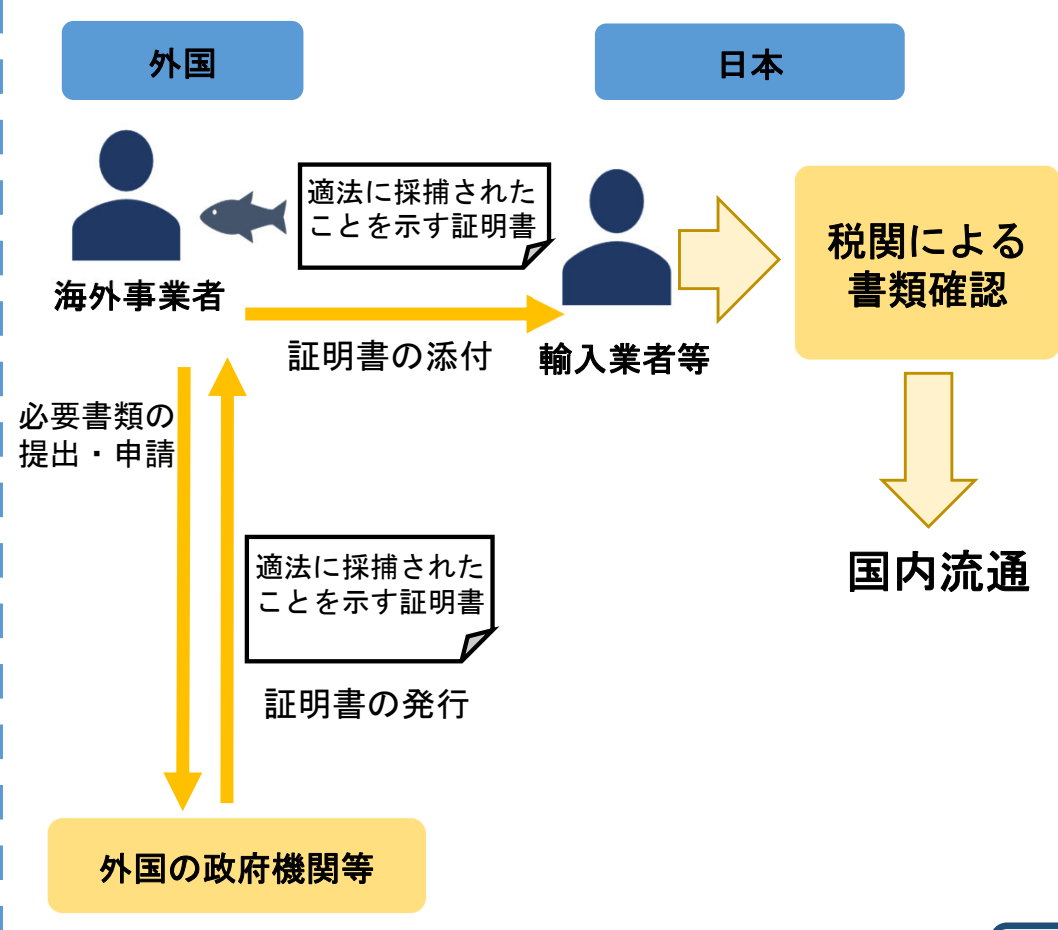 外国
日本
適法に採捕された
ことを示す証明書
税関による
書類確認
海外事業者
証明書の添付
輸入業者等
必要書類の
提出・申請
適法に採捕された
ことを示す証明書
国内流通
証明書の発行
外国の政府機関等